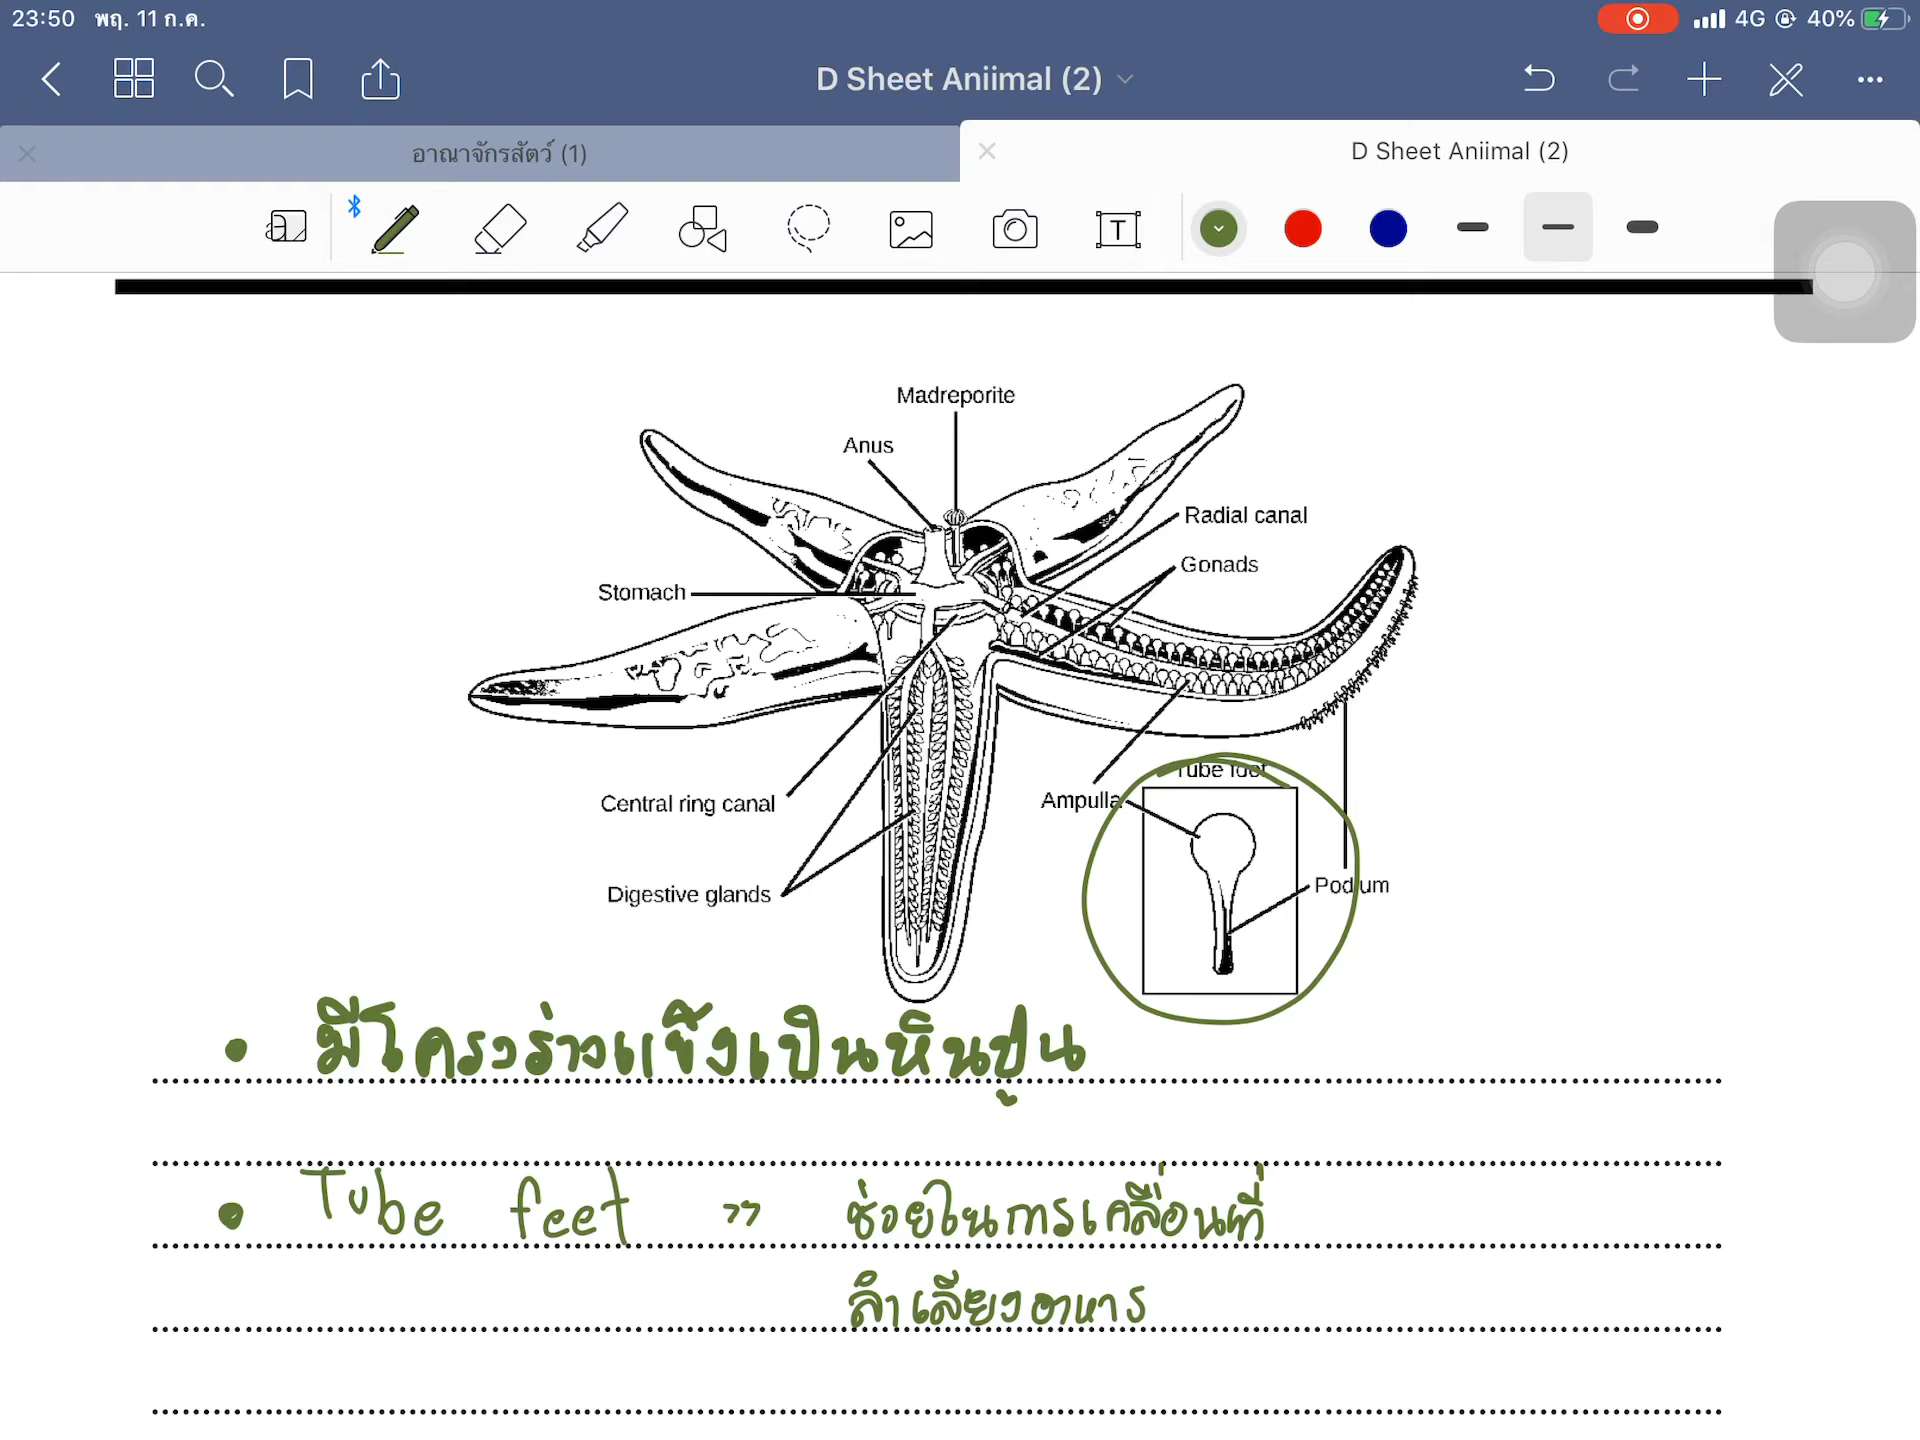 23:50 พฤ. 11 ก.ค.
4G 40%
D Sheet Aniimal (2)
อาณาจักรสัตว์ (1)
D Sheet Aniimal (2)
T
Madreporite
Anus
Radial canal
Gonads
Stomach
Tube foot
Ampulla
Central ring canal
Podium
Digestive glands
• มีโครงร่างแข็งเป็นหินปูน
• Tube feet >> ช่วยในการเคลื่อนที่
ลำเลียงอาหาร